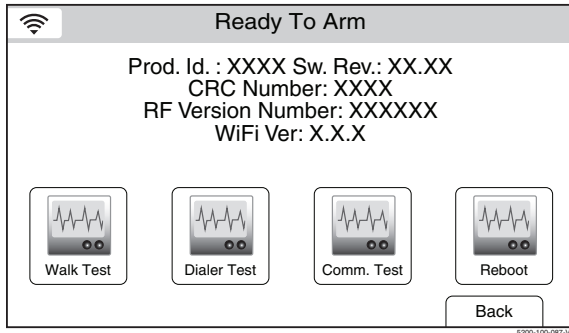 Ready To Arm
Prod. Id. : XXXX Sw. Rev.: XX.XX
CRC Number: XXXX
RF Version Number: XXXXXX
WiFi Ver: X.X.X
Walk Test
Dialer Test
Comm. Test
Reboot
Back